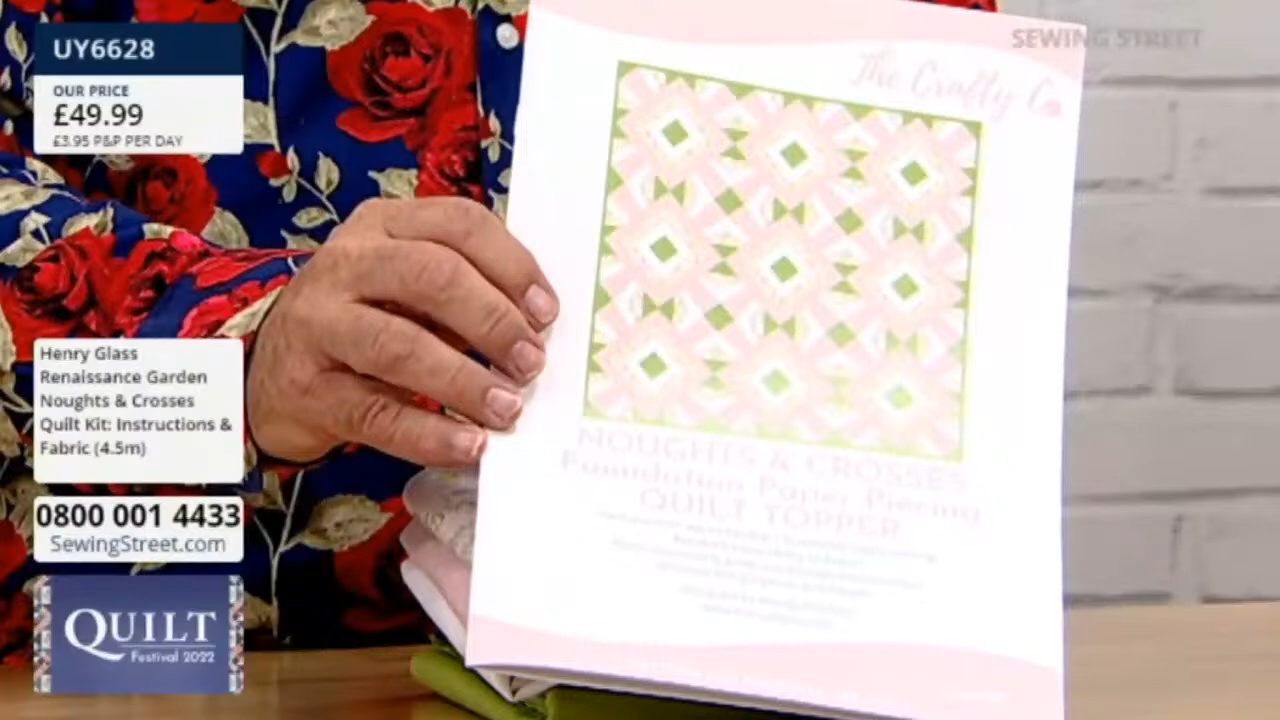 UY6628
OUR PRICE
£49.99
£3.95 P&P PER DAY
Henry Glass
Renaissance Garden
Noughts & Crosses
Quilt Kit: Instructions &
Fabric (4.5m)
0800 001 4433
SewingStreet.com
QUILT
Festival 2022
SEWING STREET
The Crafty Co
NOUGHTS & CROSSES
Foundation Paper Piecing
QUILT TOPPER